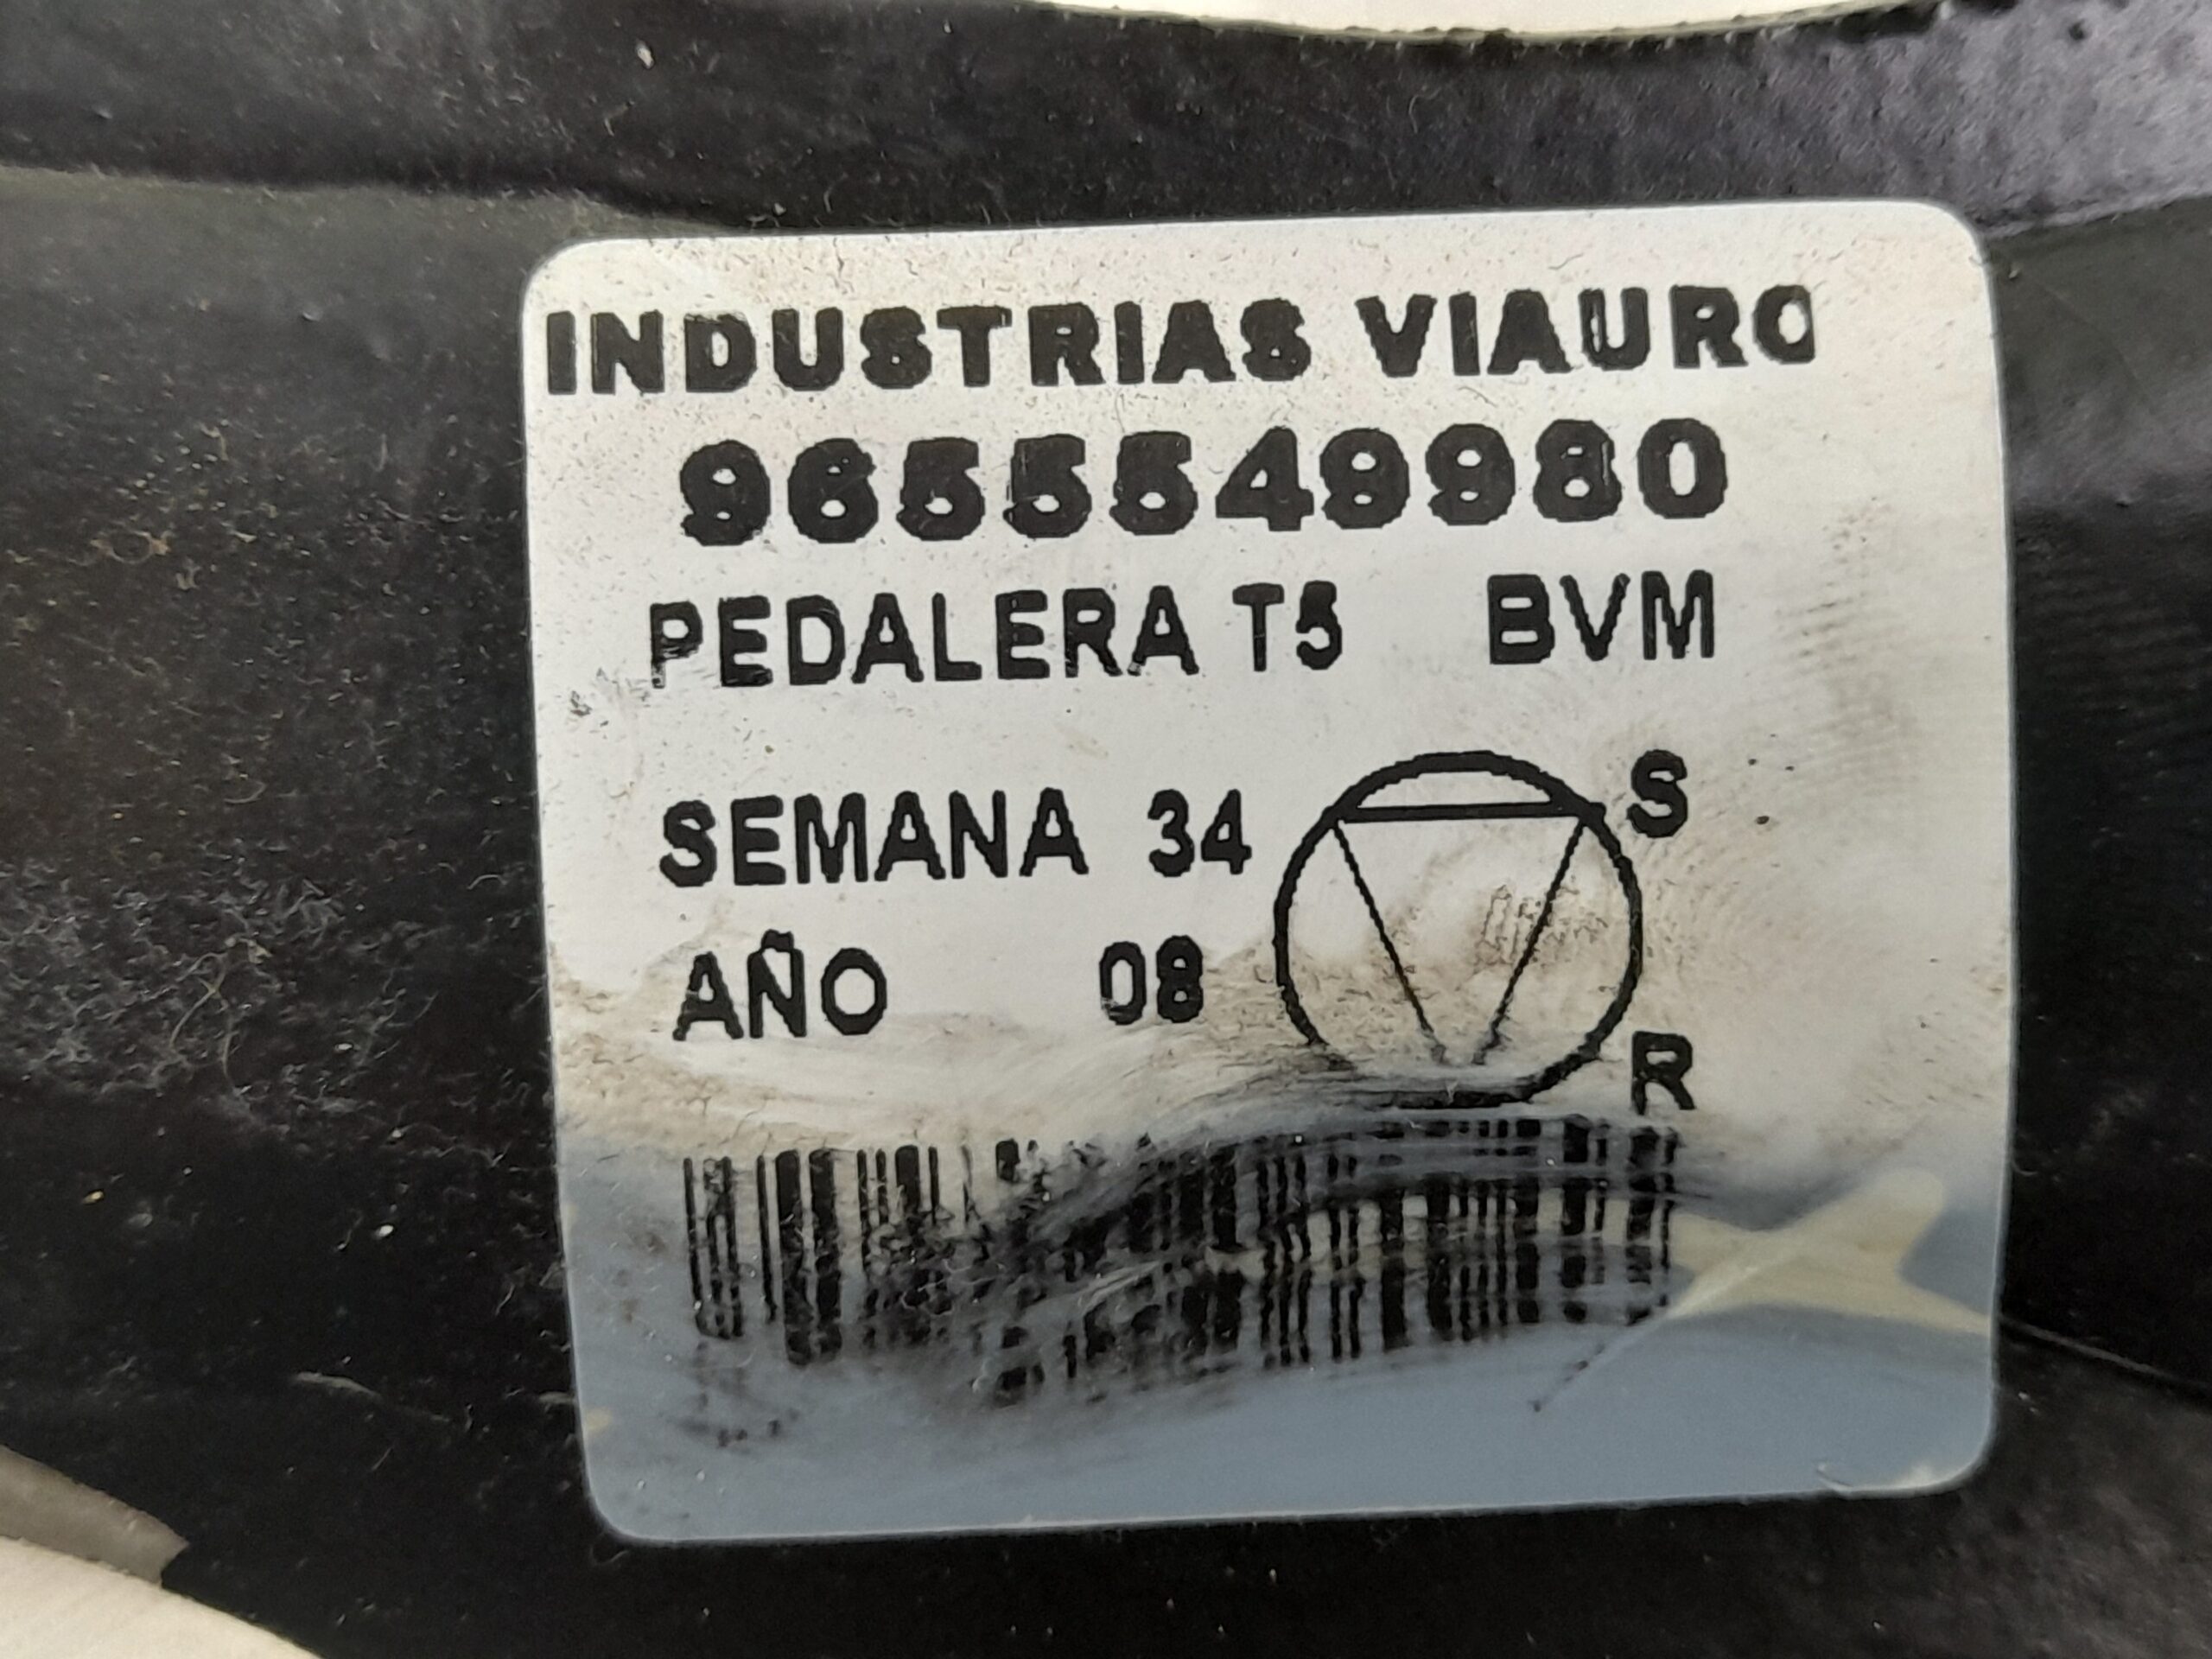 INDUSTRIAS VIAURO
9655549980
PEDALERA T5 BVM
SEMANA 34
S
AÑO 08
R